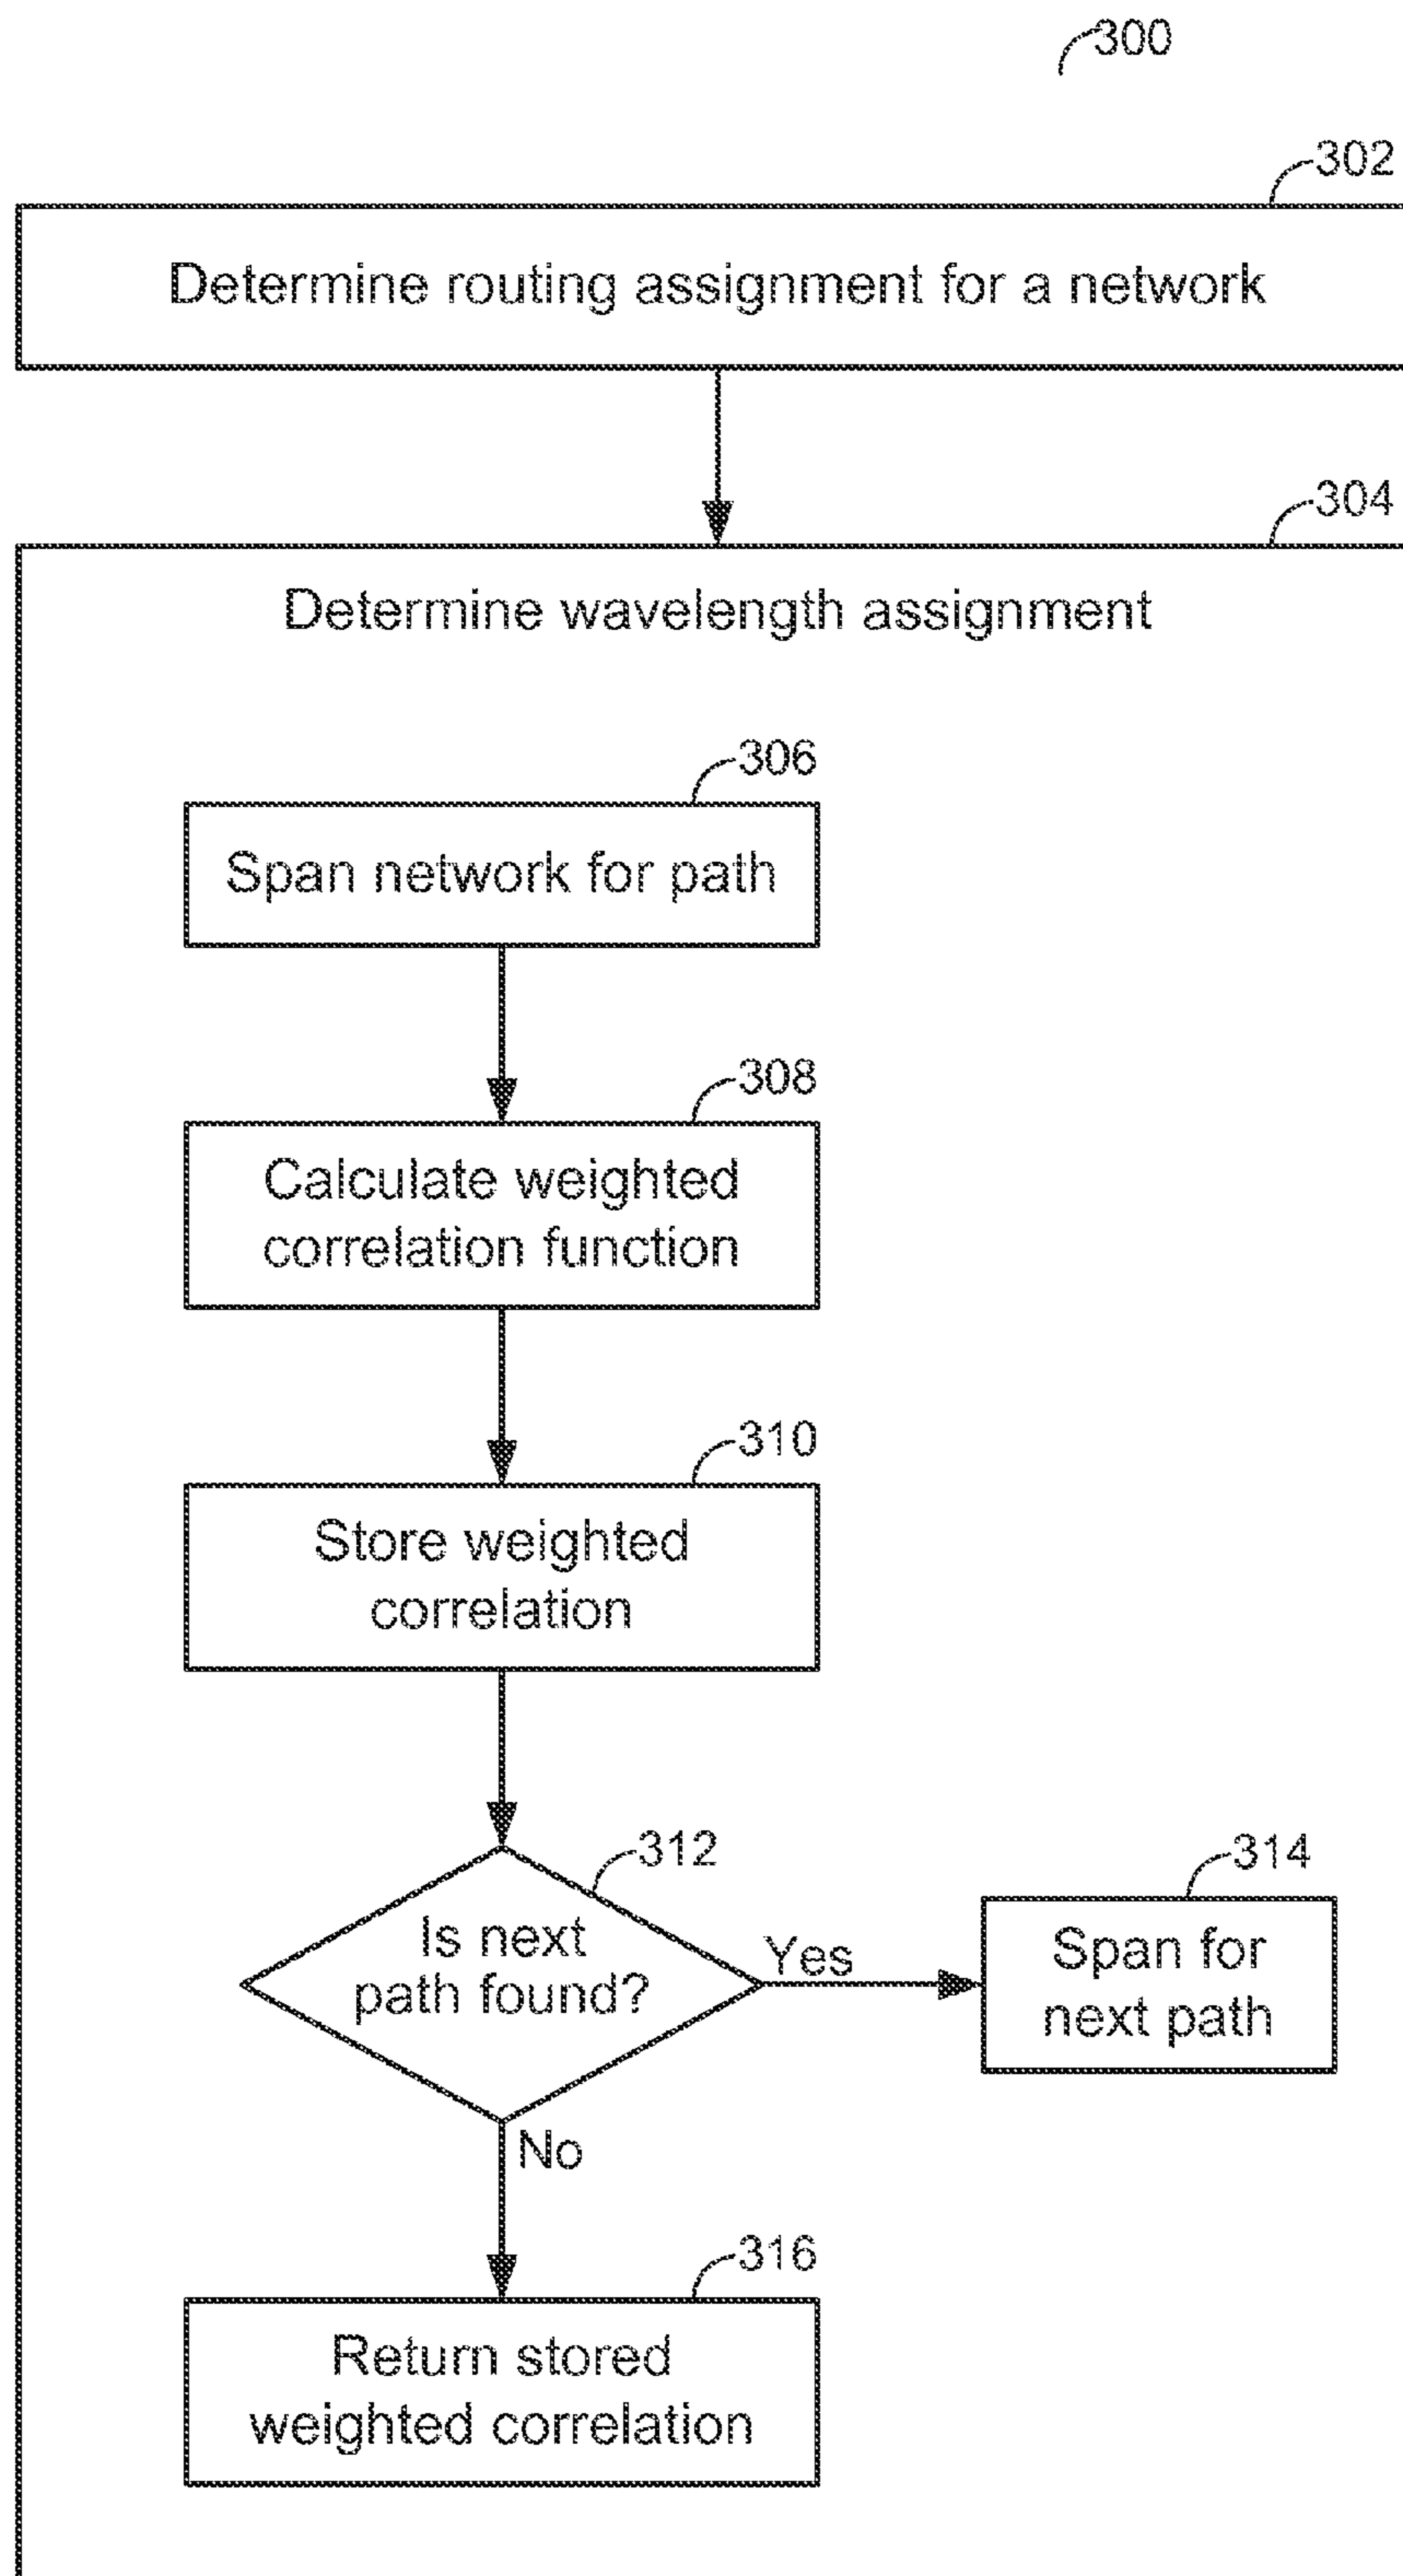 300
302
Determine routing assignment for a network
304
Determine wavelength assignment
306
Span network for path
308
Calculate weighted
correlation function
310
Store weighted
correlation
312
Is next
path found?
Yes
314
Span for
next path
No
316
Return stored
weighted correlation